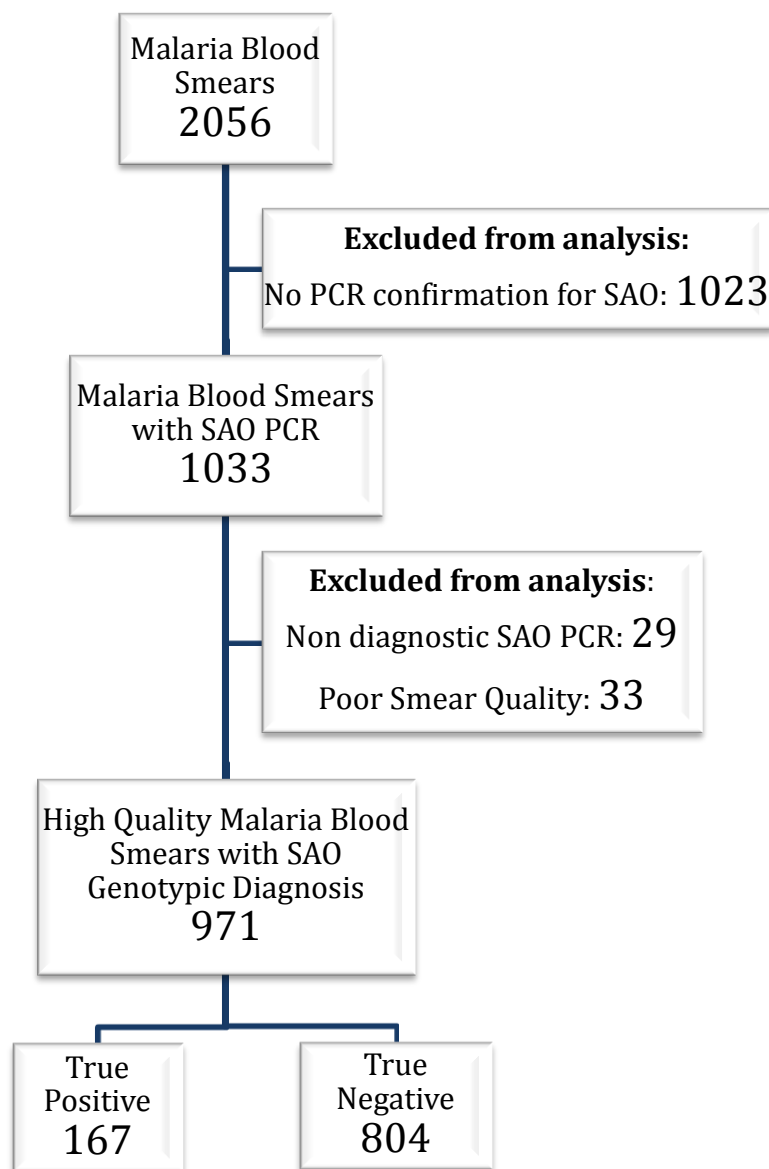 Malaria Blood
Smears
2056
Excluded from analysis:
No PCR confirmation for SAO: 1023
Malaria Blood Smears
with SAO PCR
1033
Excluded from analysis:
Non diagnostic SAO PCR: 29
Poor Smear Quality: 33
High Quality Malaria Blood
Smears with SAO
Genotypic Diagnosis
971
True
Positive
167
True
Negative
804